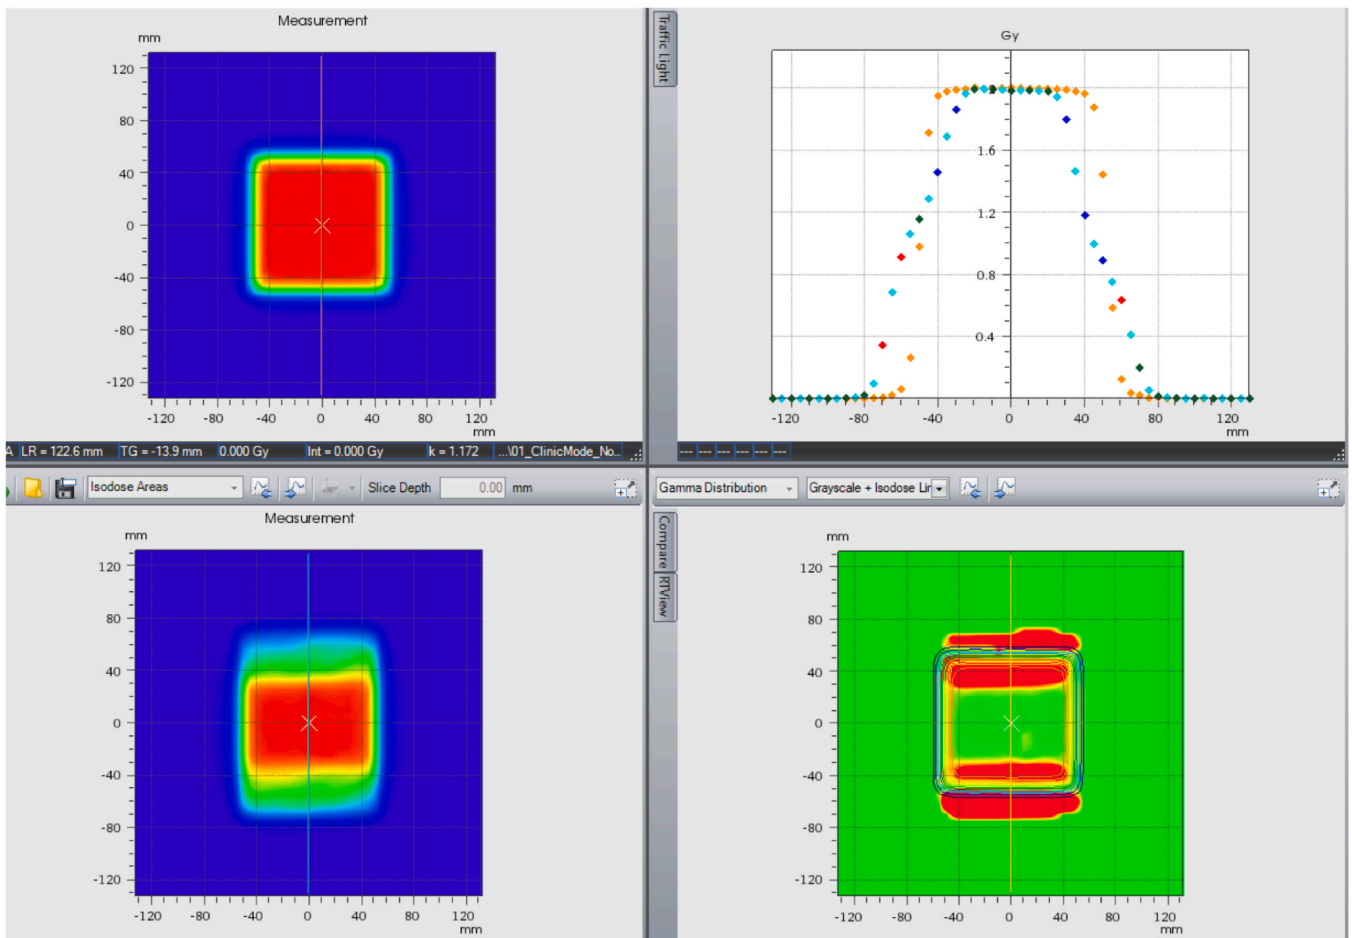 Measurement
mm
120
80
40
0
-40
-80
-120
-120 -80 -40 0 40 80 120
mm
A LR = 122.6 mm TG = -13.9 mm 0.000 Gy Int = 0.000 Gy k = 1.172 ...\01_ClinicMode_No...
Traffic Light
Gy
1.6
1.2
0.8
0.4
-120 -80 -40 0 40 80 120
mm
--- --- --- --- --- ---
Isodose Areas Slice Depth 0.00 mm
Measurement
mm
120
80
40
0
-40
-80
-120
-120 -80 -40 0 40 80 120
mm
Gamma Distribution Grayscale + Isodose Lir
Compare
RTView
mm
120
80
40
0
-40
-80
-120
-120 -80 -40 0 40 80 120
mm